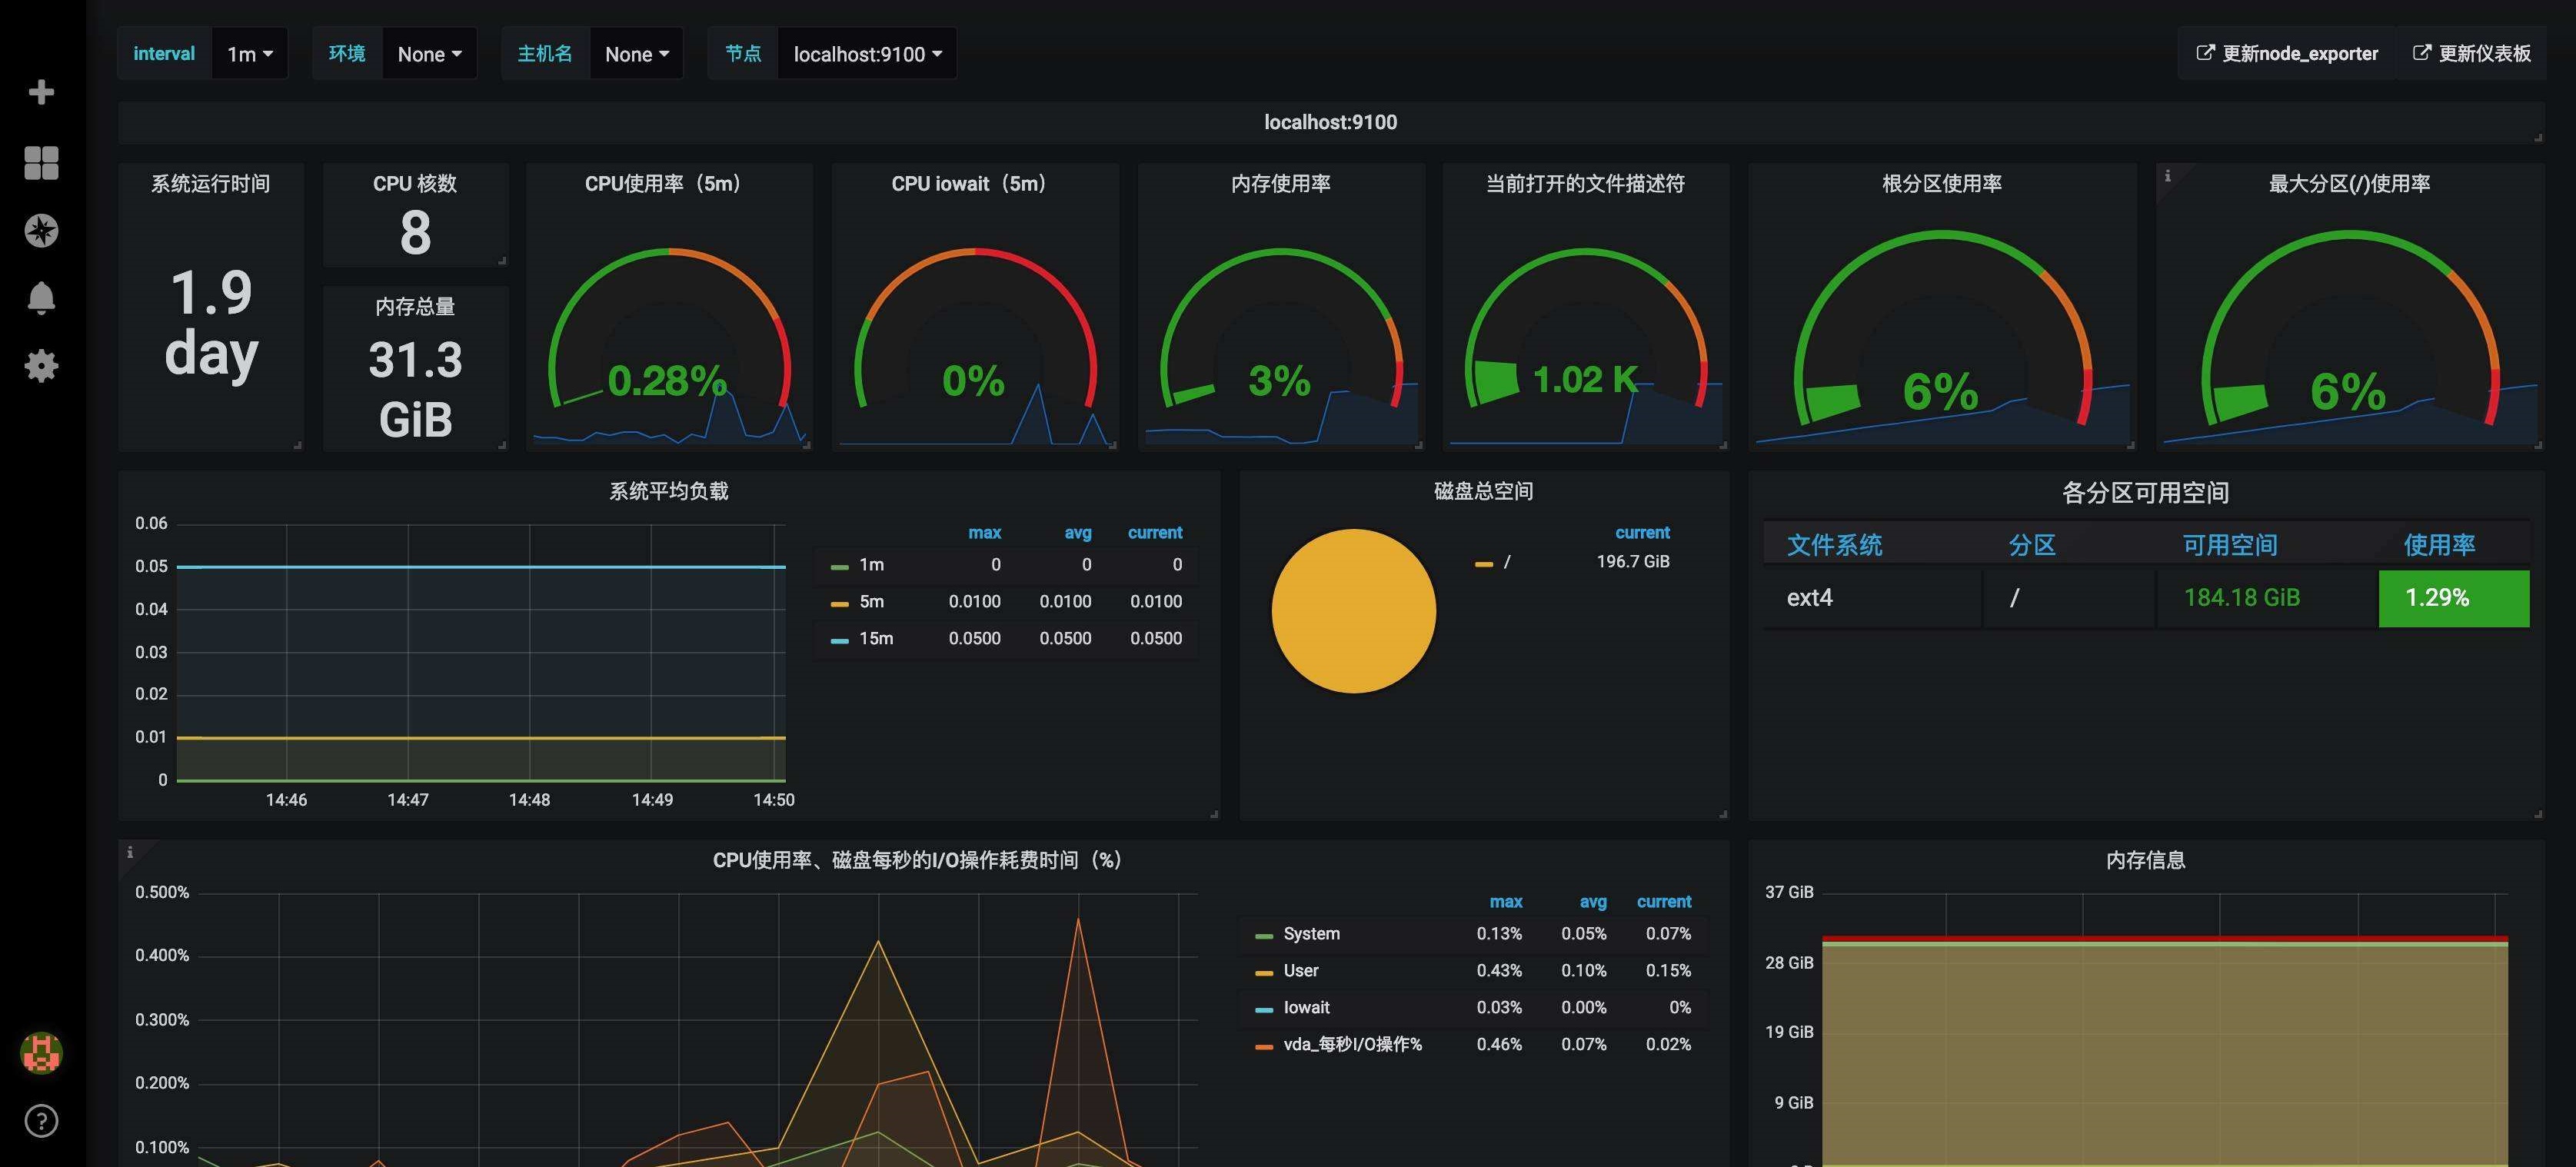 interval 1m 环境 None 主机名 None 节点 localhost:9100 更新node_exporter 更新仪表板
localhost:9100
系统运行时间
1.9
day
CPU 核数
8
内存总量
31.3
GiB
CPU使用率（5m）
0.28%
CPU iowait（5m）
0%
内存使用率
3%
当前打开的文件描述符
1.02 K
根分区使用率
6%
i
最大分区(/)使用率
6%
系统平均负载
0.06
0.05
0.04
0.03
0.02
0.01
0
14:46 14:47 14:48 14:49 14:50
max avg current
1m 0 0 0
5m 0.0100 0.0100 0.0100
15m 0.0500 0.0500 0.0500
磁盘总空间
current
/ 196.7 GiB
各分区可用空间
文件系统 分区 可用空间 使用率
ext4 / 184.18 GiB 1.29%
i
CPU使用率、磁盘每秒的I/O操作耗费时间（%）
0.500%
0.400%
0.300%
0.200%
0.100%
max avg current
System 0.13% 0.05% 0.07%
User 0.43% 0.10% 0.15%
Iowait 0.03% 0.00% 0%
vda_每秒I/O操作% 0.46% 0.07% 0.02%
内存信息
37 GiB
28 GiB
19 GiB
9 GiB
?